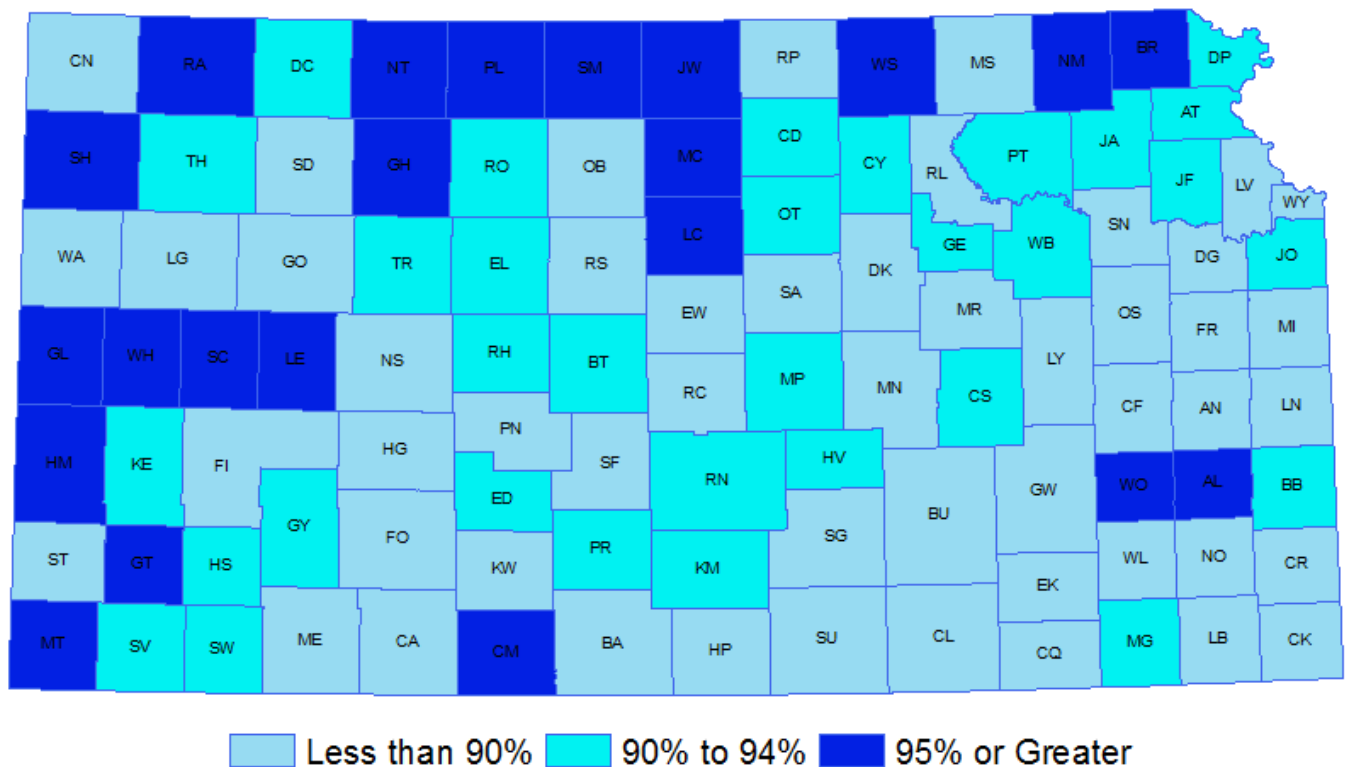 CN RA DC NT PL SM JW RP WS MS NM BR DP
SH TH SD GH RO OB MC CD CY RL PT JA AT
JF LV WY
WA LG GO TR EL RS LC OT DK GE WB SN DG JO
EW SA MR OS FR MI
GL WH SC LE NS RH BT RC MP MN CS LY CF AN LN
HM KE FI HG PN SF RN HV BU GW WO AL BB
ED
ST GT HS GY FO KW PR KM SG EK WL NO CR
MT SV SW ME CA CM BA HP SU CL CQ MG LB CK
Less than 90% 90% to 94% 95% or Greater